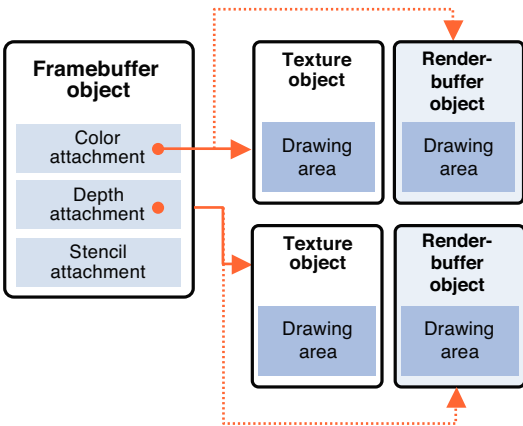 Framebuffer
object
Color
attachment
Depth
attachment
Stencil
attachment
Texture
object
Drawing
area
Render-
buffer
object
Drawing
area
Texture
object
Drawing
area
Render-
buffer
object
Drawing
area